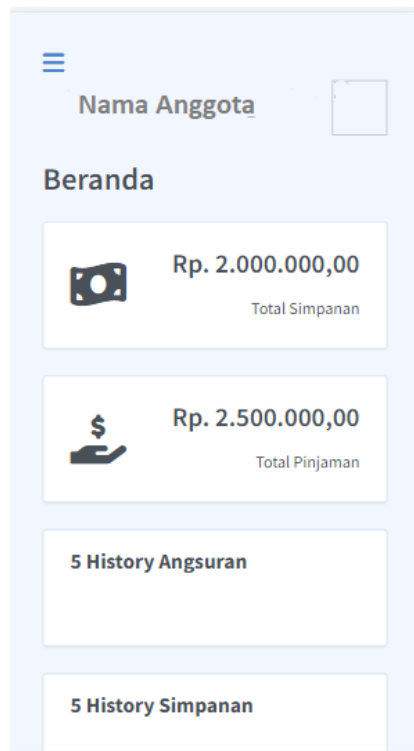 Nama Anggota
Beranda
Rp. 2.000.000,00
Total Simpanan
Rp. 2.500.000,00
Total Pinjaman
5 History Angsuran
5 History Simpanan